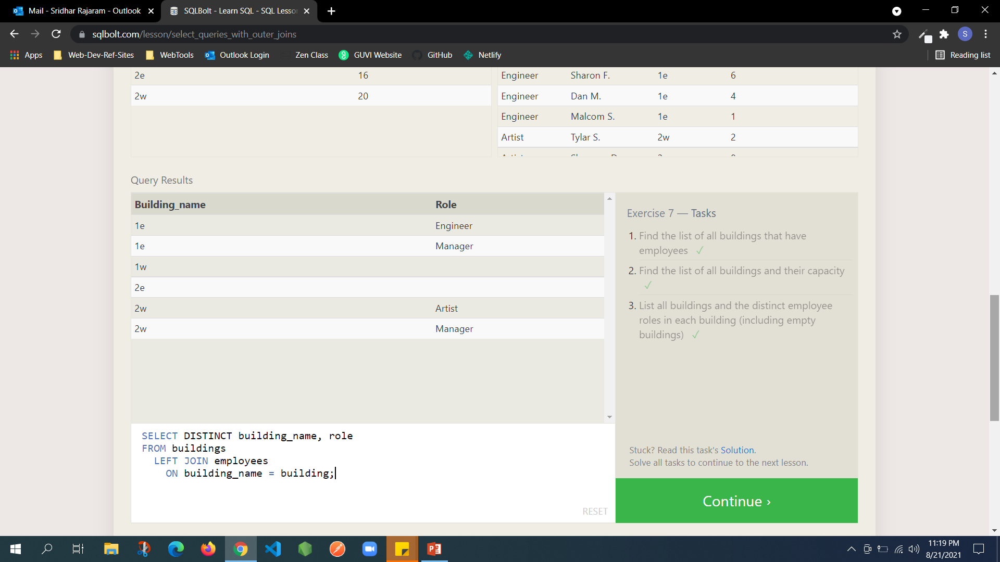 Mail - Sridhar Rajaram - Outlook
SQLBolt - Learn SQL - SQL Lesso
sqlbolt.com/lesson/select_queries_with_outer_joins
S
Apps Web-Dev-Ref-Sites WebTools Outlook Login Zen Class GUVI Website GitHub Netlify Reading list
2e 16
2w 20
Engineer Sharon F. 1e 6
Engineer Dan M. 1e 4
Engineer Malcom S. 1e 1
Artist Tylar S. 2w 2
Query Results
Building_name Role
1e Engineer
1e Manager
1w
2e
2w Artist
2w Manager
Exercise 7 — Tasks
1. Find the list of all buildings that have
employees ✓
2. Find the list of all buildings and their capacity
✓
3. List all buildings and the distinct employee
roles in each building (including empty
buildings) ✓
SELECT DISTINCT building_name, role
FROM buildings
LEFT JOIN employees
ON building_name = building;
RESET
Stuck? Read this task's Solution.
Solve all tasks to continue to the next lesson.
Continue ›
11:19 PM
8/21/2021